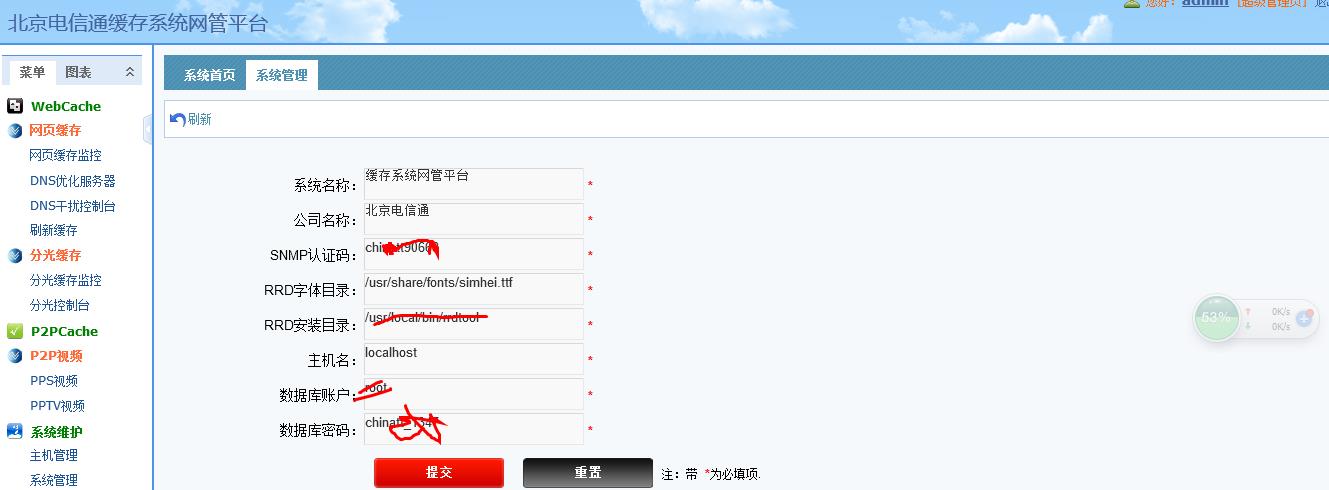 北京电信通缓存系统网管平台
您好： admin [超级管理员]
菜单 图表
系统首页 系统管理
刷新
WebCache
网页缓存
网页缓存监控
DNS优化服务器
DNS干扰控制台
刷新缓存
分光缓存
分光缓存监控
分光控制台
P2PCache
P2P视频
PPS视频
PPTV视频
系统维护
主机管理
系统管理
系统名称： 缓存系统网管平台 *
公司名称： 北京电信通 *
SNMP认证码： *
RRD字体目录： /usr/share/fonts/simhei.ttf *
RRD安装目录： /usr/local/bin/rrdtool *
主机名： localhost *
数据库账户： root *
数据库密码： *
提交 重置 注：带 *为必填项.
53% 0K/s
0K/s